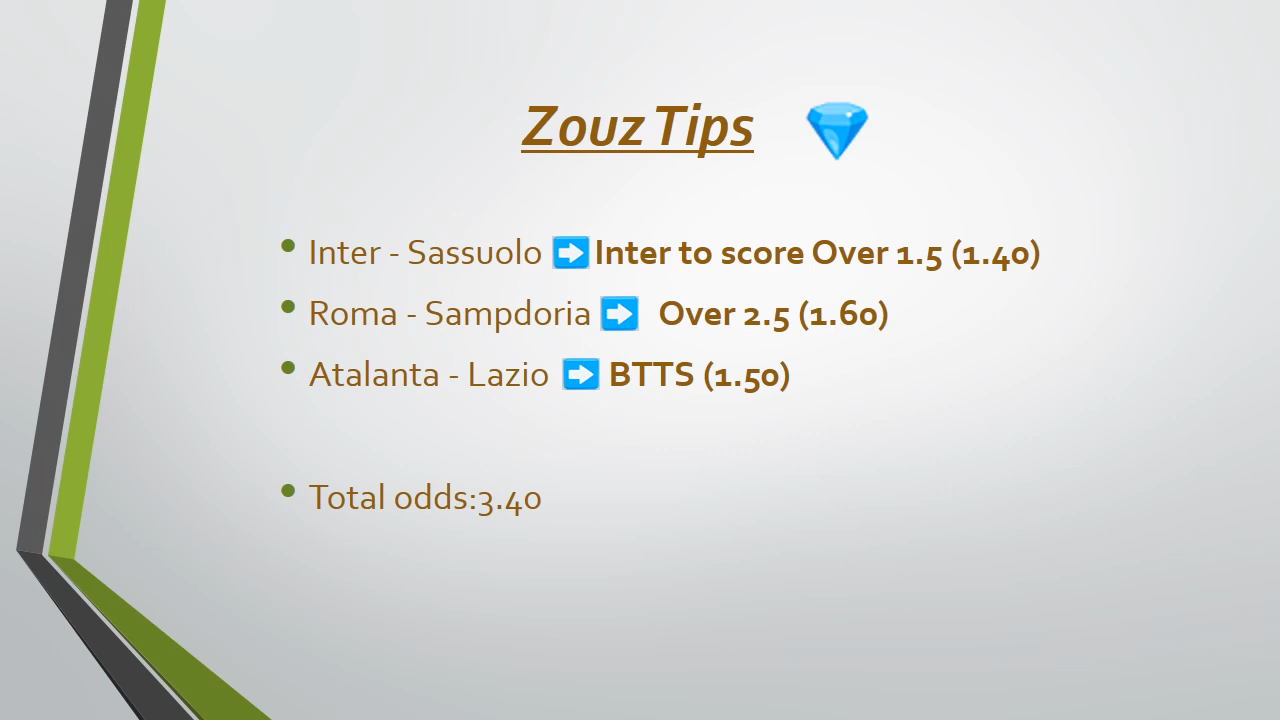 Zouz Tips 💎
• Inter - Sassuolo ➡️ Inter to score Over 1.5 (1.40)
• Roma - Sampdoria ➡️ Over 2.5 (1.60)
• Atalanta - Lazio ➡️ BTTS (1.50)
• Total odds:3.40